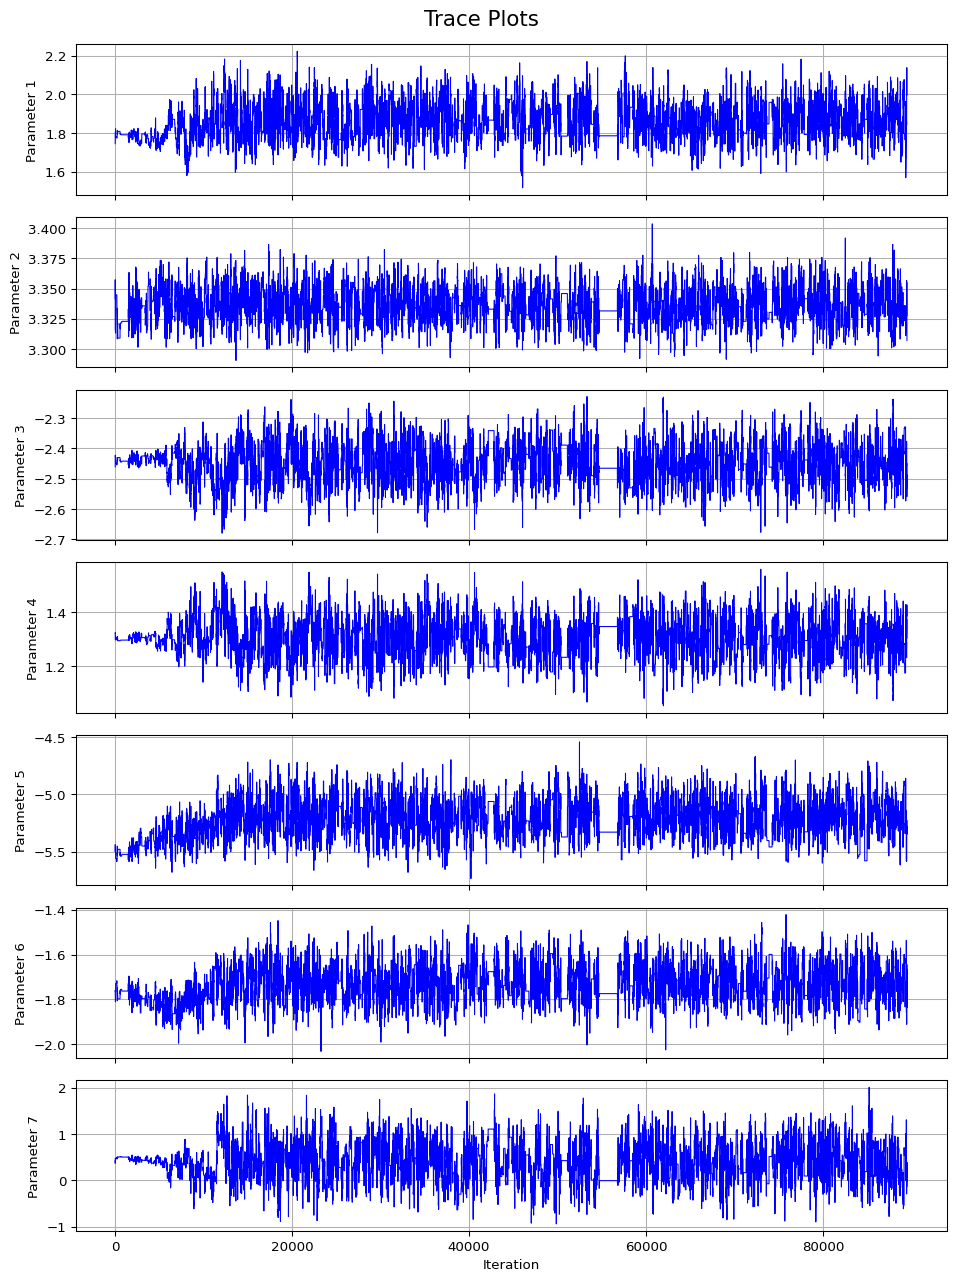 Trace Plots
2.2
2.0
1.8
1.6
Parameter 1
3.400
3.375
3.350
3.325
3.300
Parameter 2
−2.3
−2.4
−2.5
−2.6
−2.7
Parameter 3
1.4
1.2
Parameter 4
−4.5
−5.0
−5.5
Parameter 5
−1.4
−1.6
−1.8
−2.0
Parameter 6
2
1
0
−1
Parameter 7
0 20000 40000 60000 80000
Iteration